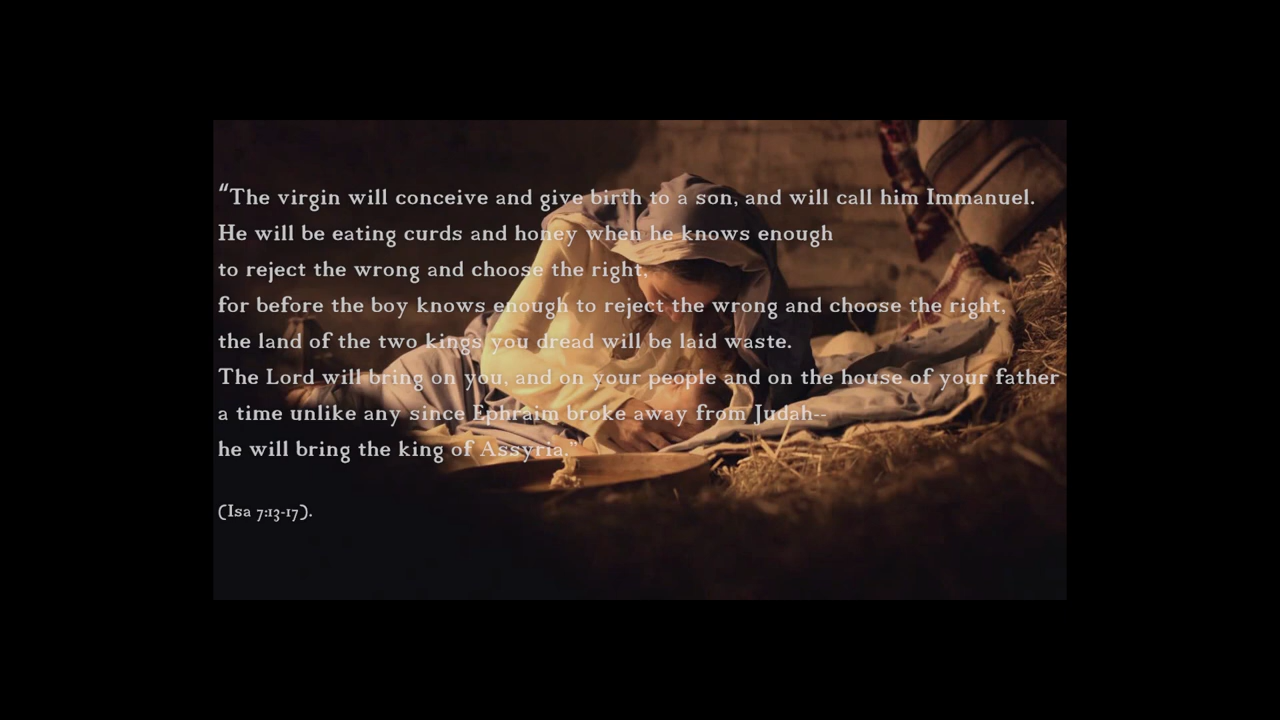 “The virgin will conceive and give birth to a son, and will call him Immanuel.
He will be eating curds and honey when he knows enough
to reject the wrong and choose the right,
for before the boy knows enough to reject the wrong and choose the right,
the land of the two kings you dread will be laid waste.
The Lord will bring on you, and on your people and on the house of your father
a time unlike any since Ephraim broke away from Judah--
he will bring the king of Assyria.”
(Isa 7:13-17).